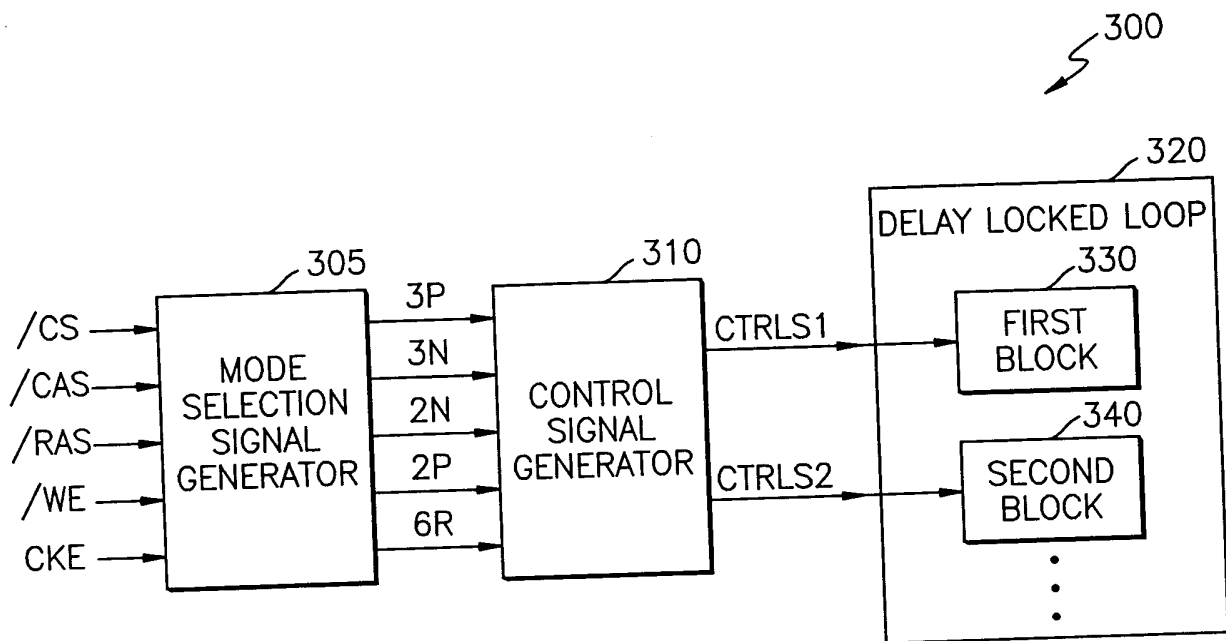 300
320
DELAY LOCKED LOOP
305
310
330
/CS
/CAS
/RAS
/WE
CKE
MODE
SELECTION
SIGNAL
GENERATOR
3P
3N
2N
2P
6R
CONTROL
SIGNAL
GENERATOR
CTRLS1
CTRLS2
FIRST
BLOCK
340
SECOND
BLOCK